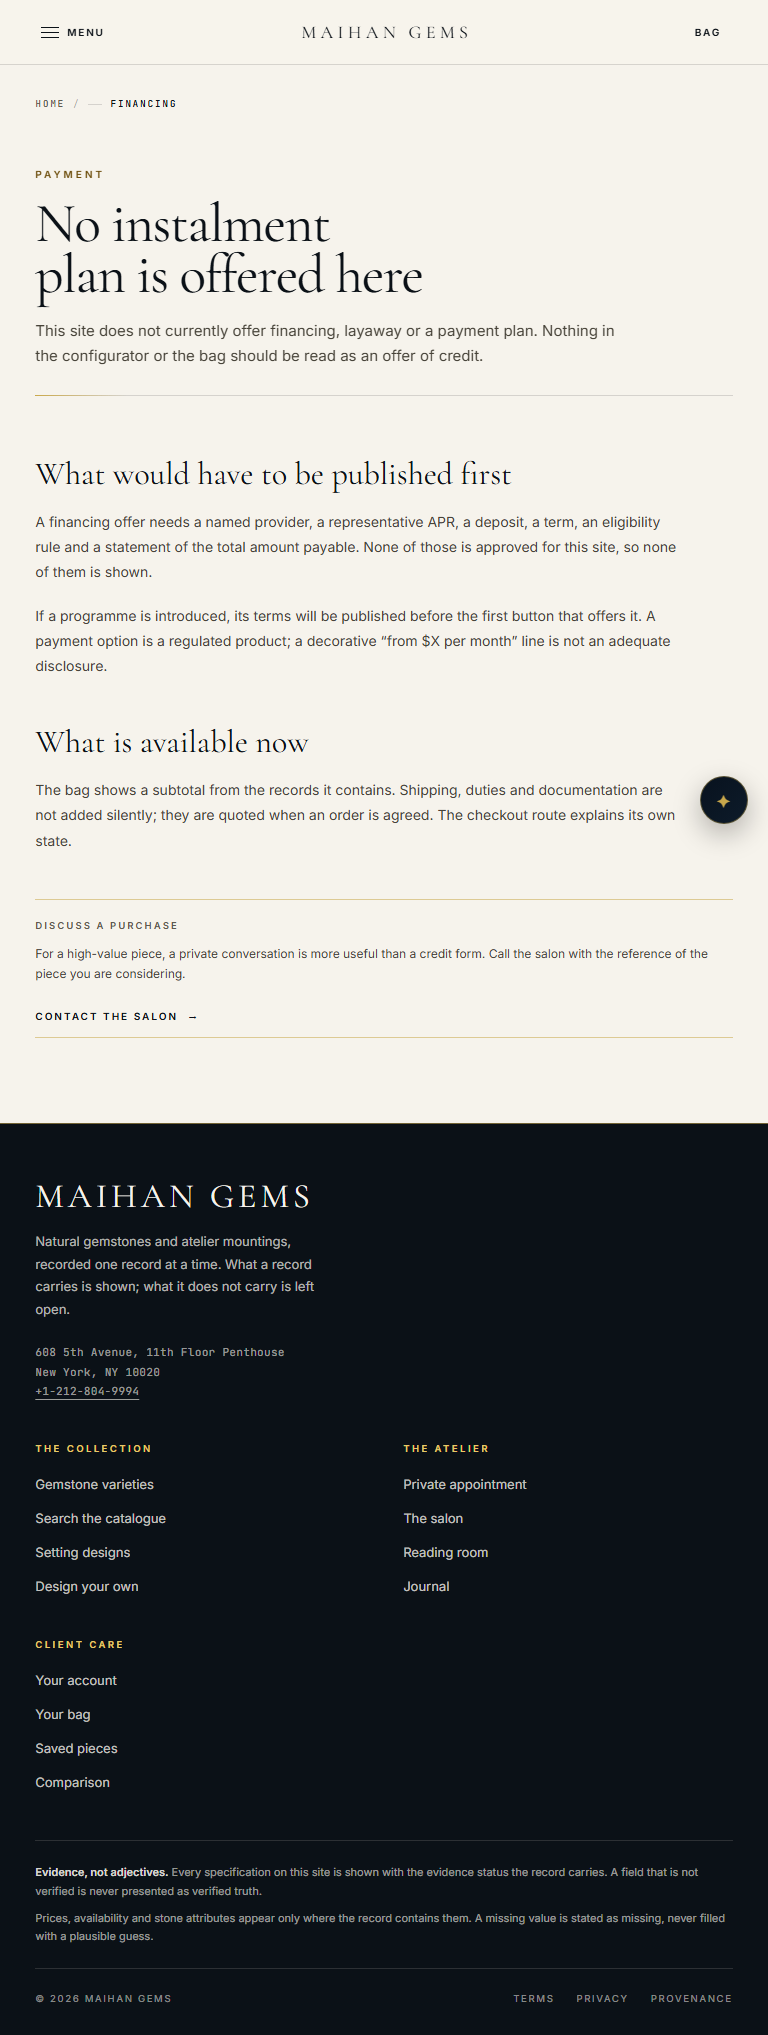 MENU
MAIHAN GEMS
BAG
HOME / — FINANCING
PAYMENT
No instalment
plan is offered here
This site does not currently offer financing, layaway or a payment plan. Nothing in
the configurator or the bag should be read as an offer of credit.
What would have to be published first
A financing offer needs a named provider, a representative APR, a deposit, a term, an eligibility
rule and a statement of the total amount payable. None of those is approved for this site, so none
of them is shown.
If a programme is introduced, its terms will be published before the first button that offers it. A
payment option is a regulated product; a decorative “from $X per month” line is not an adequate
disclosure.
What is available now
The bag shows a subtotal from the records it contains. Shipping, duties and documentation are
not added silently; they are quoted when an order is agreed. The checkout route explains its own
state.
DISCUSS A PURCHASE
For a high-value piece, a private conversation is more useful than a credit form. Call the salon with the reference of the
piece you are considering.
CONTACT THE SALON →
MAIHAN GEMS
Natural gemstones and atelier mountings,
recorded one record at a time. What a record
carries is shown; what it does not carry is left
open.
608 5th Avenue, 11th Floor Penthouse
New York, NY 10020
+1-212-804-9994
THE COLLECTION
Gemstone varieties
Search the catalogue
Setting designs
Design your own
THE ATELIER
Private appointment
The salon
Reading room
Journal
CLIENT CARE
Your account
Your bag
Saved pieces
Comparison
Evidence, not adjectives. Every specification on this site is shown with the evidence status the record carries. A field that is not
verified is never presented as verified truth.
Prices, availability and stone attributes appear only where the record contains them. A missing value is stated as missing, never filled
with a plausible guess.
© 2026 MAIHAN GEMS
TERMS PRIVACY PROVENANCE